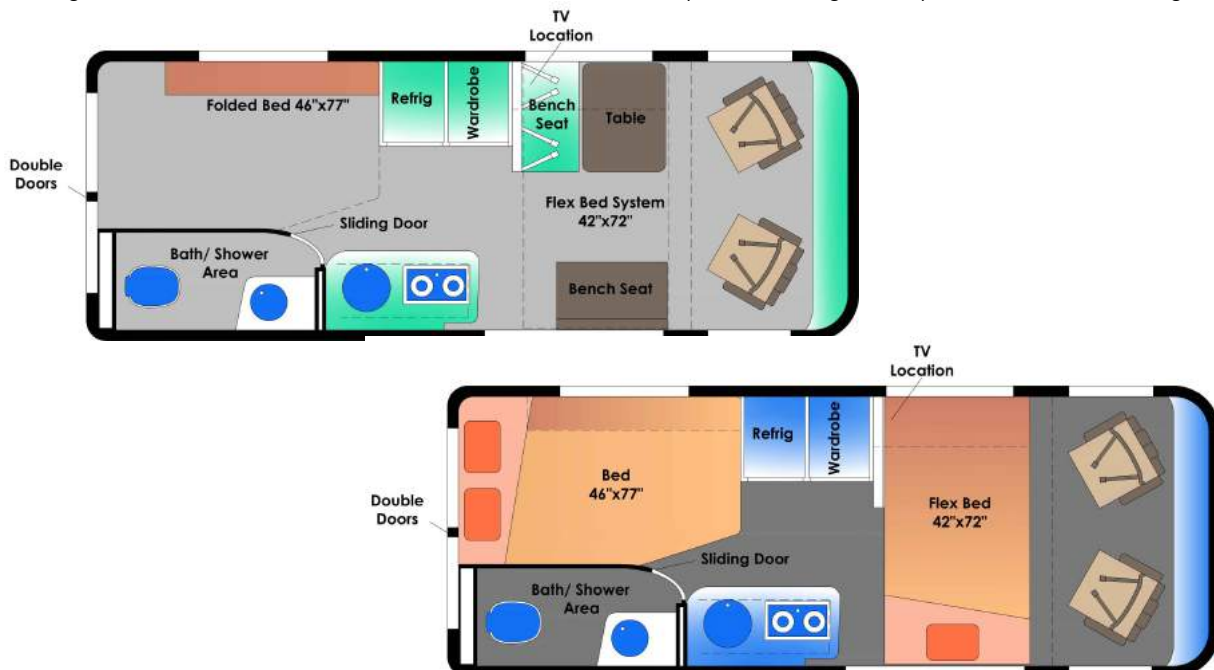 TV
Location
Folded Bed 46"x77"
Refrig
Wardrobe
Bench
Seat
Table
Double
Doors
Flex Bed System
42"x72"
Sliding Door
Bath/ Shower
Area
Bench Seat
TV
Location
Refrig
Wardrobe
Bed
46"x77"
Flex Bed
42"x72"
Double
Doors
Sliding Door
Bath/ Shower
Area